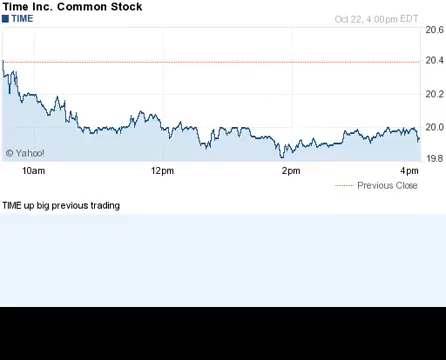 Time Inc. Common Stock
TIME
Oct 22, 4:00pm EDT
20.6
20.4
20.2
20.0
19.8
© Yahoo!
10am 12pm 2pm 4pm
Previous Close
TIME up big previous trading